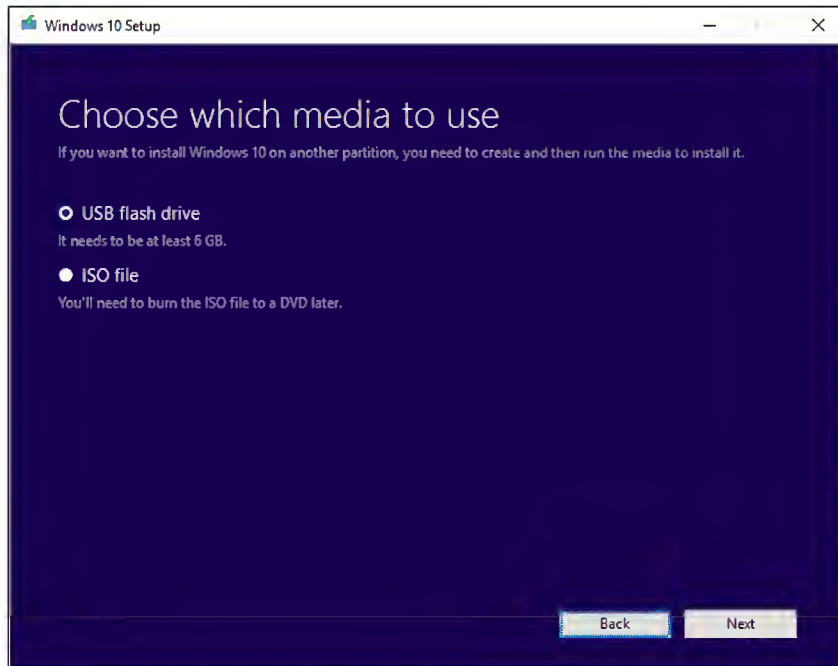 Windows 10 Setup
Choose which media to use
If you want to install Windows 10 on another partition, you need to create and then run the media to install it.
USB flash drive
It needs to be at least 6 GB.
ISO file
You'll need to burn the ISO file to a DVD later.
Back
Next